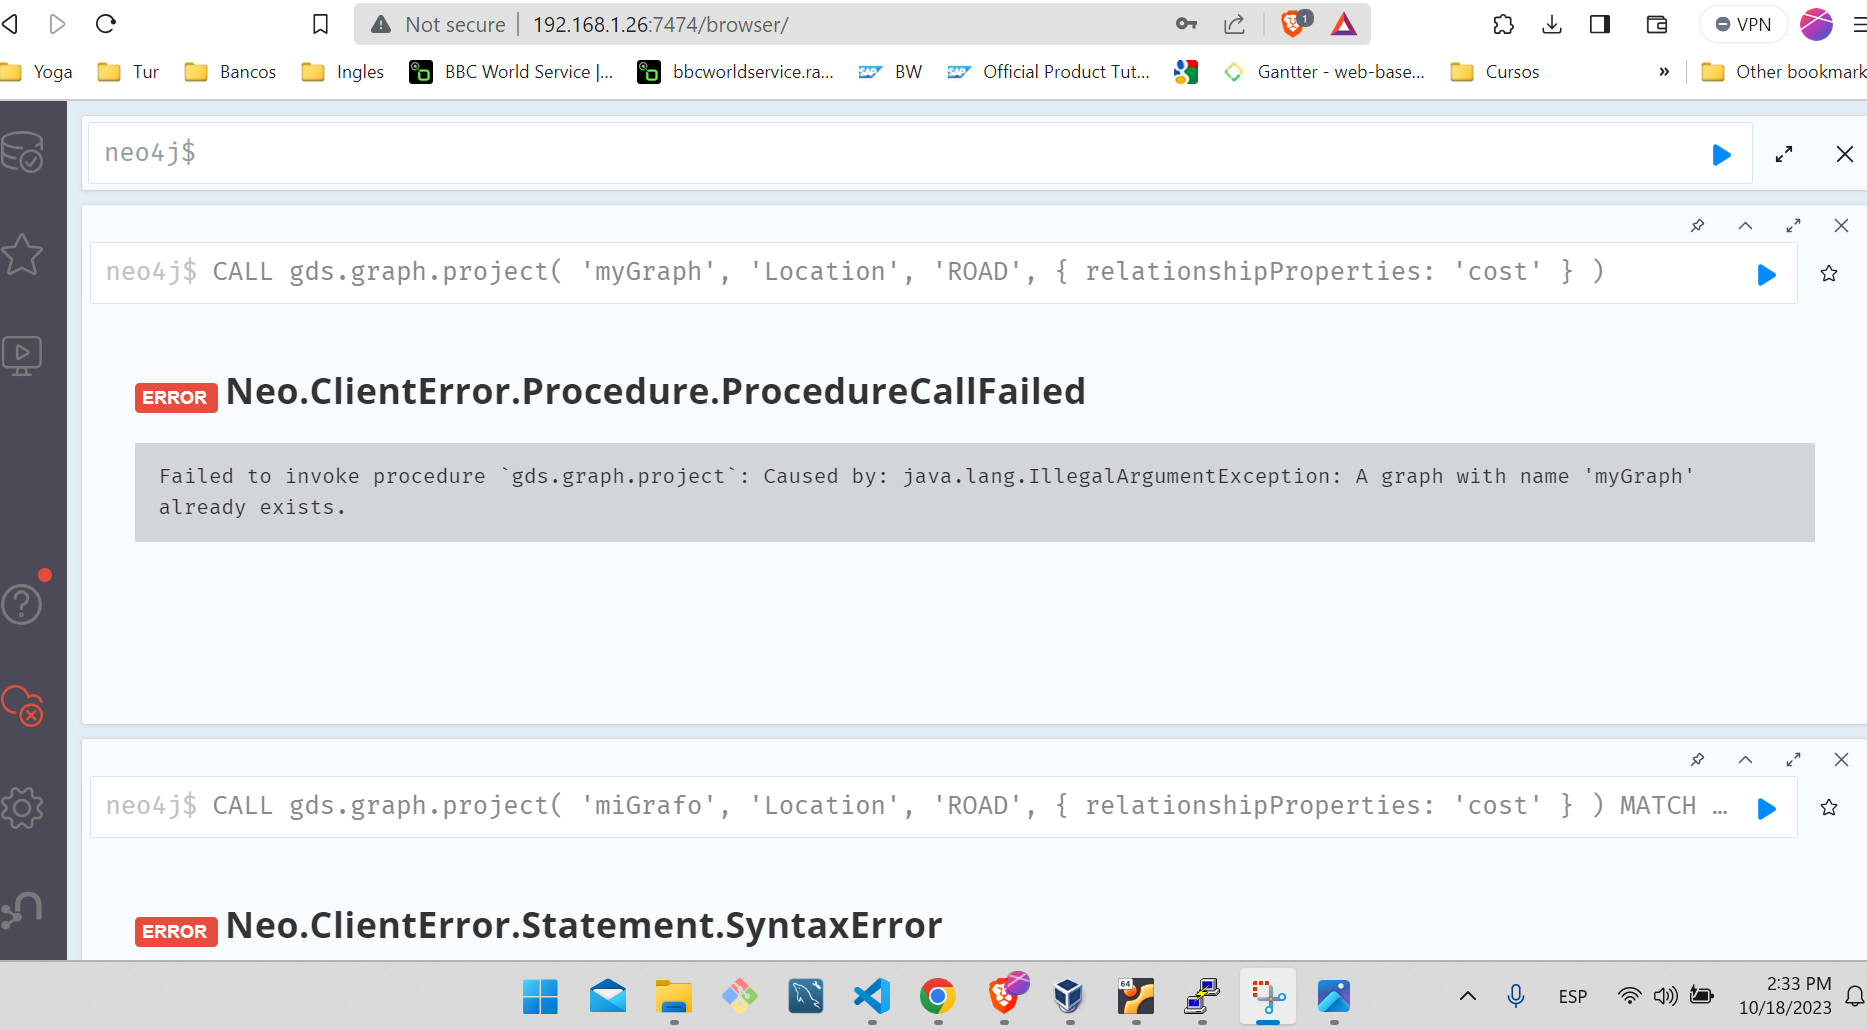 Not secure 192.168.1.26:7474/browser/ 1 VPN
Yoga Tur Bancos Ingles BBC World Service |... bbcworldservice.ra... SAP BW SAP Official Product Tut... Gantter - web-base... Cursos » Other bookmark
neo4j$
neo4j$ CALL gds.graph.project( 'myGraph', 'Location', 'ROAD', { relationshipProperties: 'cost' } )
ERROR Neo.ClientError.Procedure.ProcedureCallFailed
Failed to invoke procedure `gds.graph.project`: Caused by: java.lang.IllegalArgumentException: A graph with name 'myGraph'
already exists.
neo4j$ CALL gds.graph.project( 'miGrafo', 'Location', 'ROAD', { relationshipProperties: 'cost' } ) MATCH …
ERROR Neo.ClientError.Statement.SyntaxError
64
ESP
2:33 PM
10/18/2023